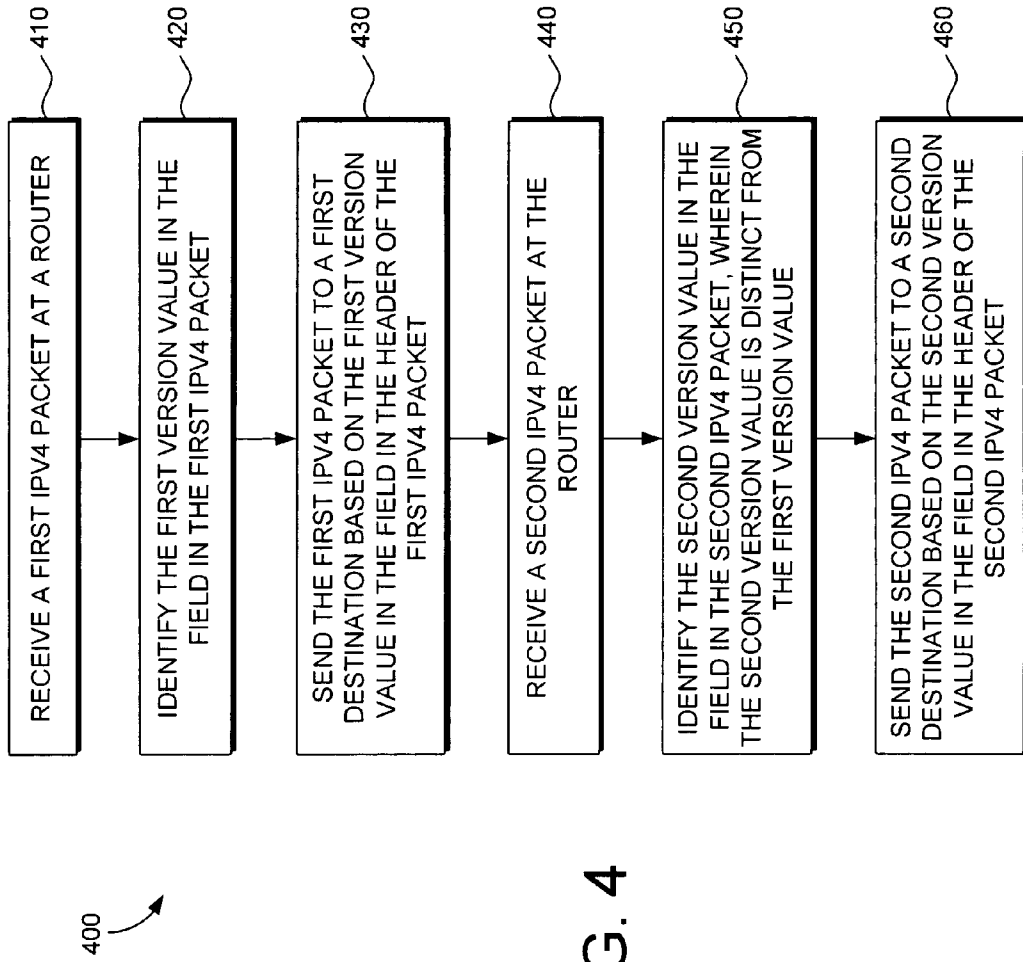 400
410
RECEIVE A FIRST IPV4 PACKET AT A ROUTER
420
IDENTIFY THE FIRST VERSION VALUE IN THE
FIELD IN THE FIRST IPV4 PACKET
430
SEND THE FIRST IPV4 PACKET TO A FIRST
DESTINATION BASED ON THE FIRST VERSION
VALUE IN THE FIELD IN THE HEADER OF THE
FIRST IPV4 PACKET
440
RECEIVE A SECOND IPV4 PACKET AT THE
ROUTER
450
IDENTIFY THE SECOND VERSION VALUE IN THE
FIELD IN THE SECOND IPV4 PACKET, WHEREIN
THE SECOND VERSION VALUE IS DISTINCT FROM
THE FIRST VERSION VALUE
460
SEND THE SECOND IPV4 PACKET TO A SECOND
DESTINATION BASED ON THE SECOND VERSION
VALUE IN THE FIELD IN THE HEADER OF THE
SECOND IPV4 PACKET
G. 4